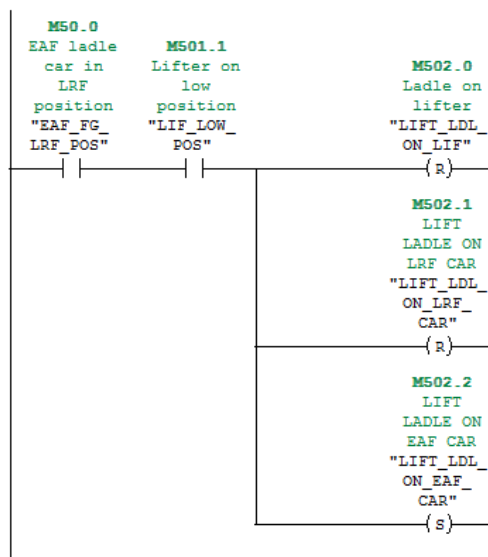 M50.0
EAF ladle
car in
LRF
position
"EAF_FG_
LRF_POS"
M501.1
Lifter on
low
position
"LIF_LOW_
POS"
M502.0
Ladle on
lifter
"LIFT_LDL_
ON_LIF"
(R)
M502.1
LIFT
LADLE ON
LRF CAR
"LIFT_LDL_
ON_LRF_
CAR"
(R)
M502.2
LIFT
LADLE ON
EAF CAR
"LIFT_LDL_
ON_EAF_
CAR"
(S)